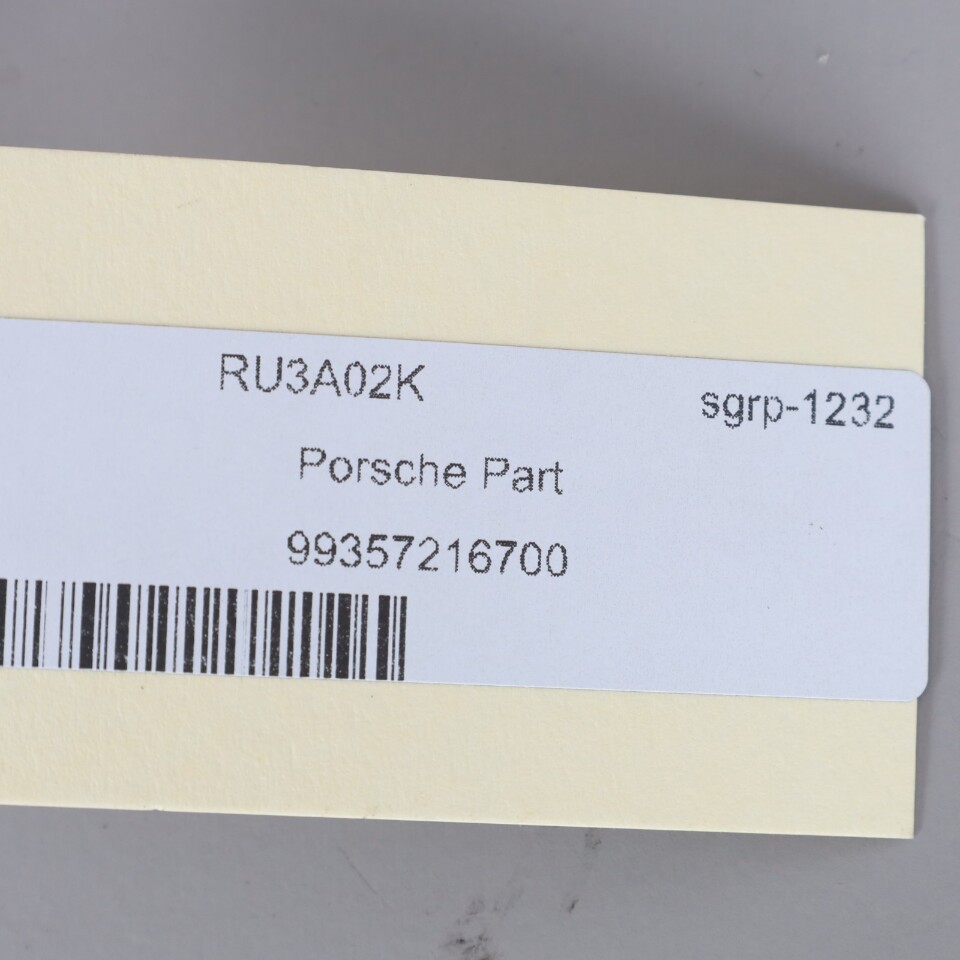 RU3A02K
sgrp-1232
Porsche Part
99357216700